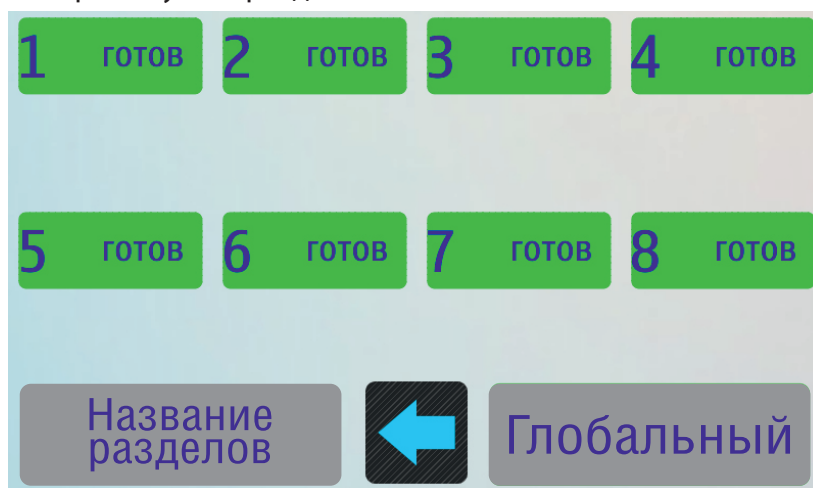 1 готов 2 готов 3 готов 4 готов
5 готов 6 готов 7 готов 8 готов
Название
разделов
Глобальный